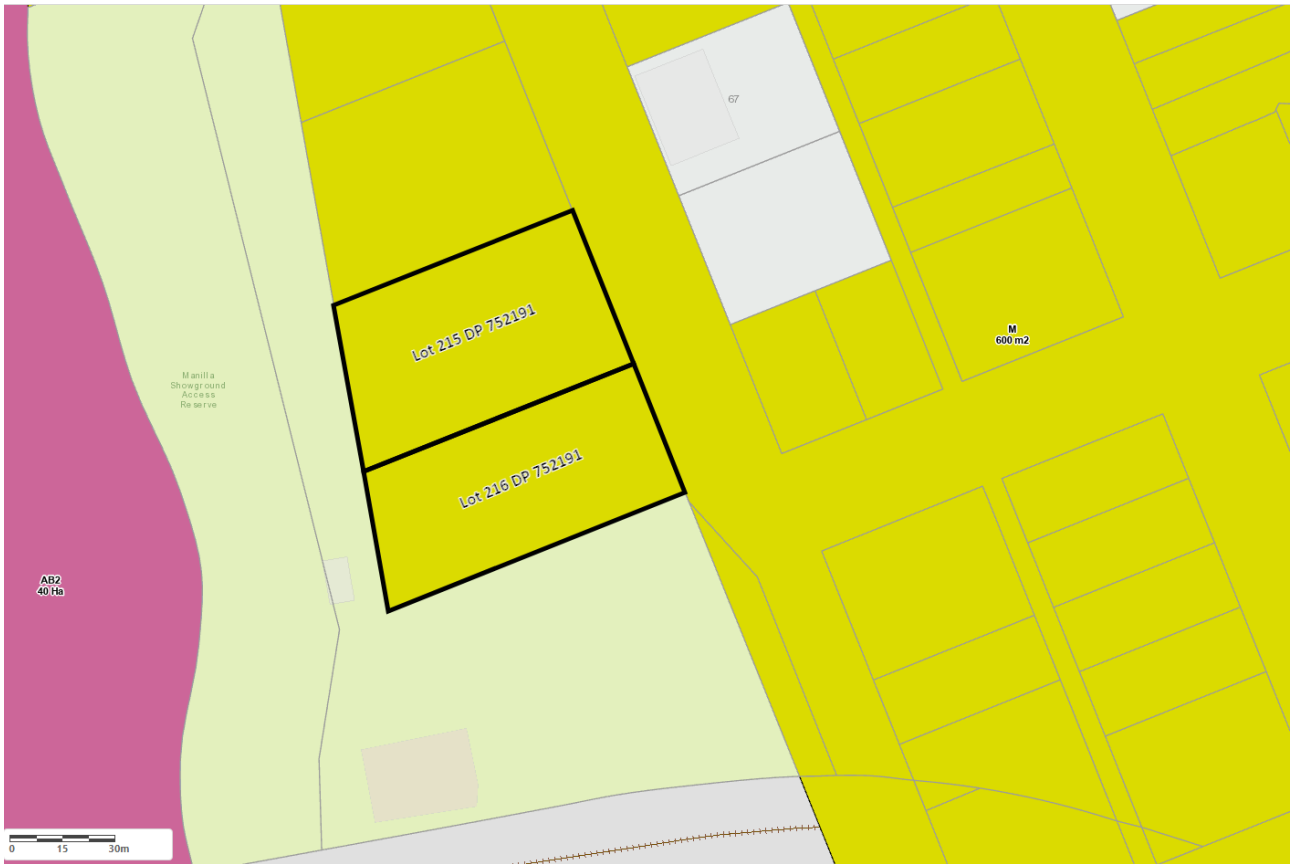 67
Lot 215 DP 752191
M
600 m2
Manilla
Showground
Access
Reserve
Lot 216 DP 752191
AB2
40 Ha
0 15 30m